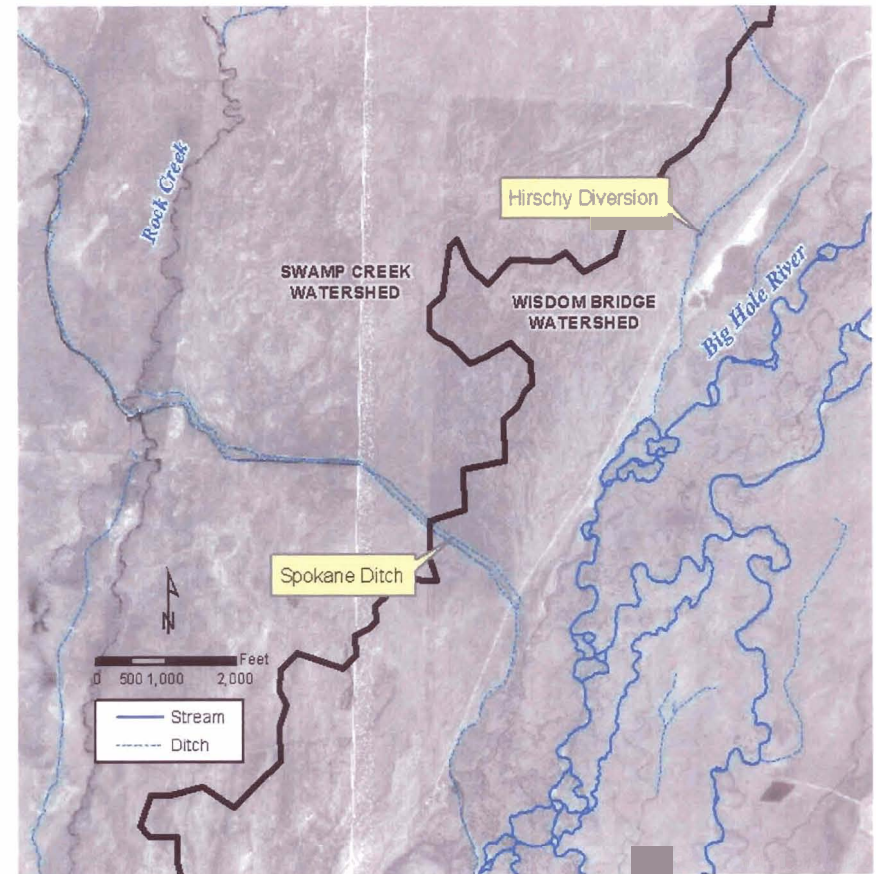 Rock Creek
Hirschy Diversion
SWAMP CREEK
WATERSHED
WISDOM BRIDGE
WATERSHED
Big Hole River
Spokane Ditch
N
Feet
0 500 1,000 2,000
Stream
Ditch